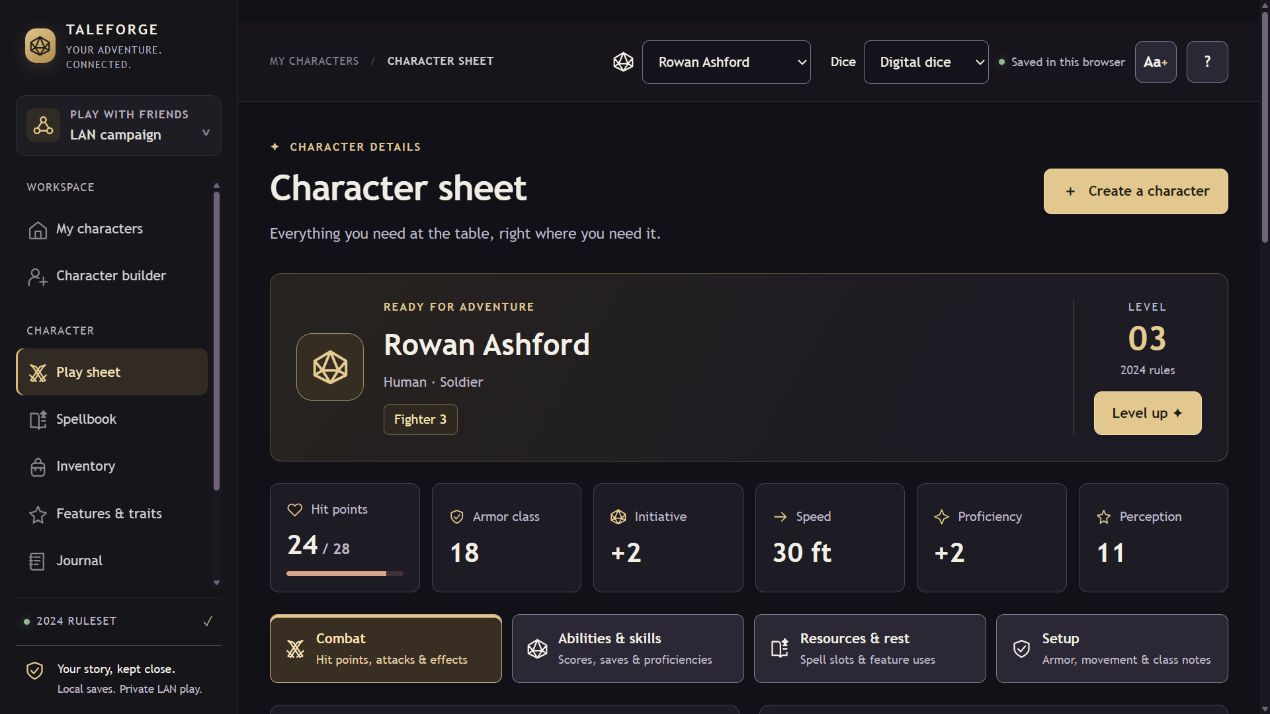 TALEFORGE
YOUR ADVENTURE.
CONNECTED.
PLAY WITH FRIENDS
LAN campaign
WORKSPACE
My characters
Character builder
CHARACTER
Play sheet
Spellbook
Inventory
Features & traits
Journal
2024 RULESET ✓
Your story, kept close.
Local saves. Private LAN play.
MY CHARACTERS / CHARACTER SHEET
Rowan Ashford
Dice
Digital dice
Saved in this browser
Aa+
?
✦ CHARACTER DETAILS
Character sheet
Everything you need at the table, right where you need it.
+ Create a character
READY FOR ADVENTURE
Rowan Ashford
Human · Soldier
Fighter 3
LEVEL
03
2024 rules
Level up ✦
Hit points
24 / 28
Armor class
18
Initiative
+2
Speed
30 ft
Proficiency
+2
Perception
11
Combat
Hit points, attacks & effects
Abilities & skills
Scores, saves & proficiencies
Resources & rest
Spell slots & feature uses
Setup
Armor, movement & class notes